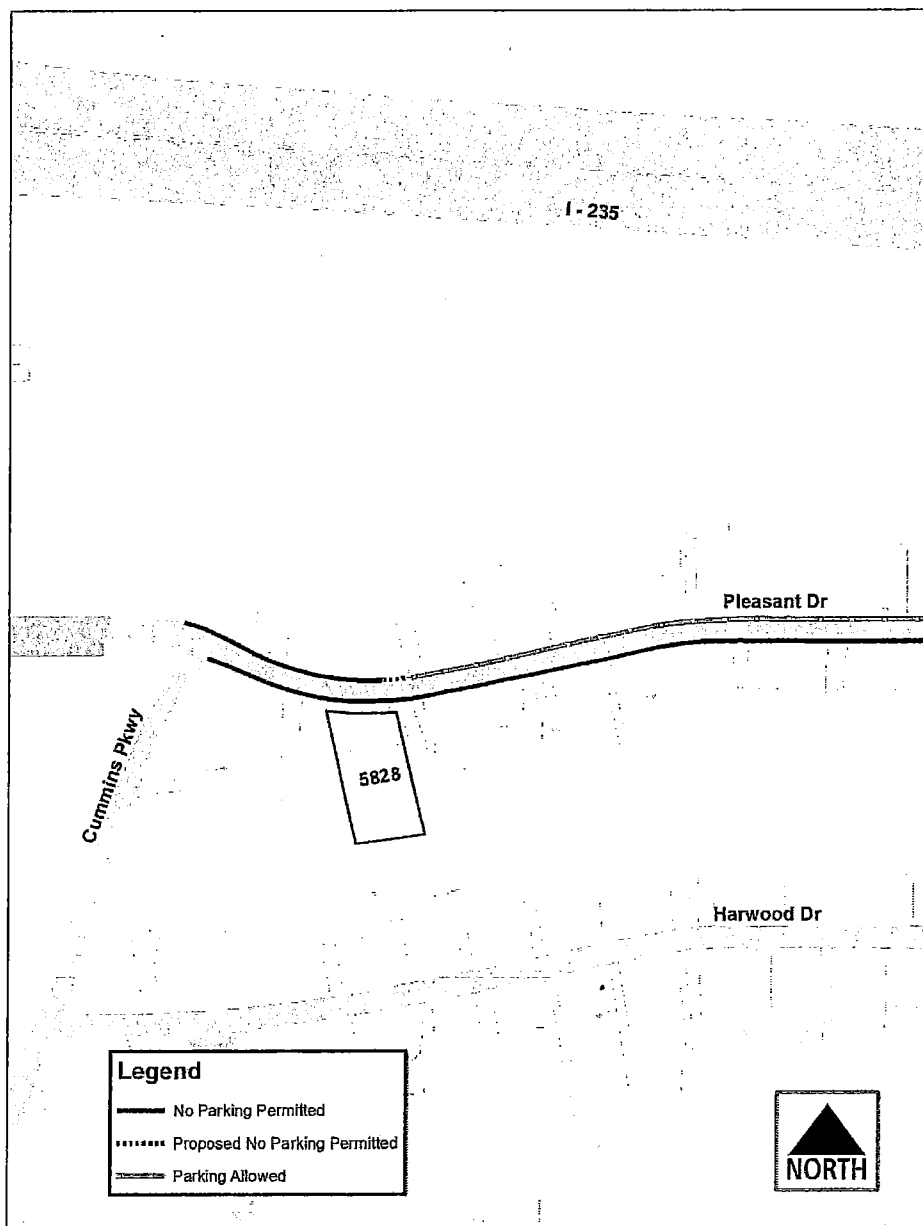 I - 235
Pleasant Dr
Cummins Pkwy
5828
Harwood Dr
Legend
No Parking Permitted
Proposed No Parking Permitted
Parking Allowed
NORTH